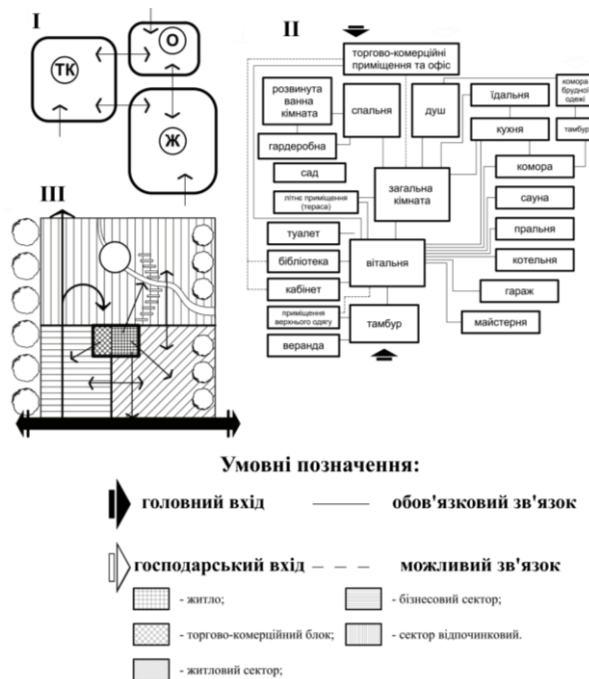 I
О
ТК
Ж
II
торгово-комерційні
приміщення та офіс
розвинута
ванна
кімната
спальня
душ
їдальня
комора
брудної
одежі
кухня
тамбур
гардеробна
комора
сад
загальна
кімната
літнє приміщення
(тераса)
сауна
туалет
пральня
бібліотека
вітальня
котельня
кабінет
гараж
приміщення
верхнього одягу
тамбур
майстерня
веранда
III
Умовні позначення:
головний вхід
обов'язковий зв'язок
господарський вхід
можливий зв'язок
- житло;
- бізнесовий сектор;
- торгово-комерційний блок;
- сектор відпочинковий.
- житловий сектор;